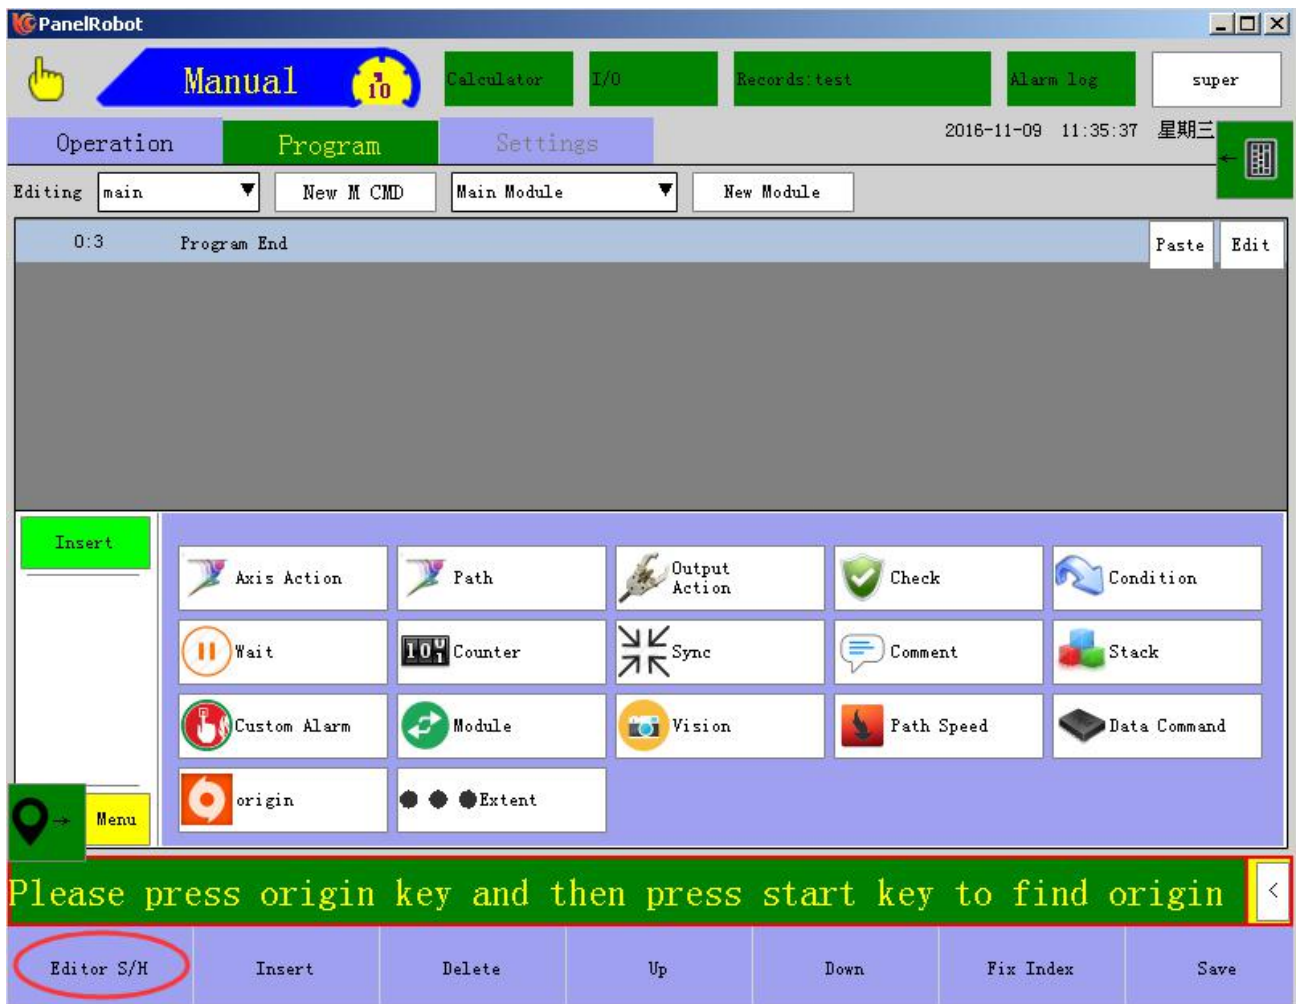 PanelRobot
Manual
10
Calculator
I/O
Records:test
Alarm log
super
Operation
Program
Settings
2016-11-09 11:35:37 星期三
Editing
main
New M CMD
Main Module
New Module
0:3 Program End
Paste
Edit
Insert
Axis Action
Path
Output
Action
Check
Condition
Wait
Counter
Sync
Comment
Stack
Custom Alarm
Module
Vision
Path Speed
Data Command
origin
Extent
Menu
Please press origin key and then press start key to find origin
<
Editor S/H
Insert
Delete
Up
Down
Fix Index
Save